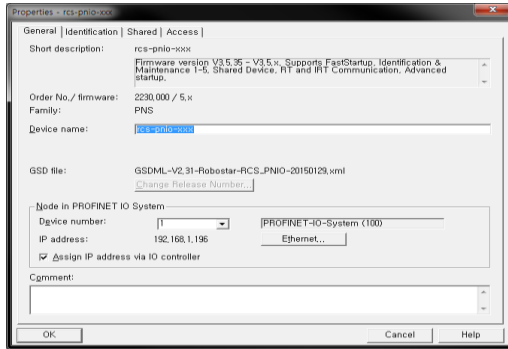 Properties - rcs-pnio-xxx
General | Identification | Shared | Access |
Short description: rcs-pnio-xxx
Firmware version V3,5,35 - V3,5,x, Supports FastStartup, Identification &
Maintenance 1-5, Shared Device, RT and IRT Communication, Advanced
startup,
Order No./ firmware: 2230,000 / 5,x
Family: PNS
Device name: rcs-pnio-xxx
GSD file: GSDML-V2,31-Robostar-RCS_PNIO-20150129,xml
Change Release Number...
Node in PROFINET IO System
Device number: 1 PROFINET-IO-System (100)
IP address: 192,168,1,196 Ethernet...
Assign IP address via IO controller
Comment:
OK Cancel Help